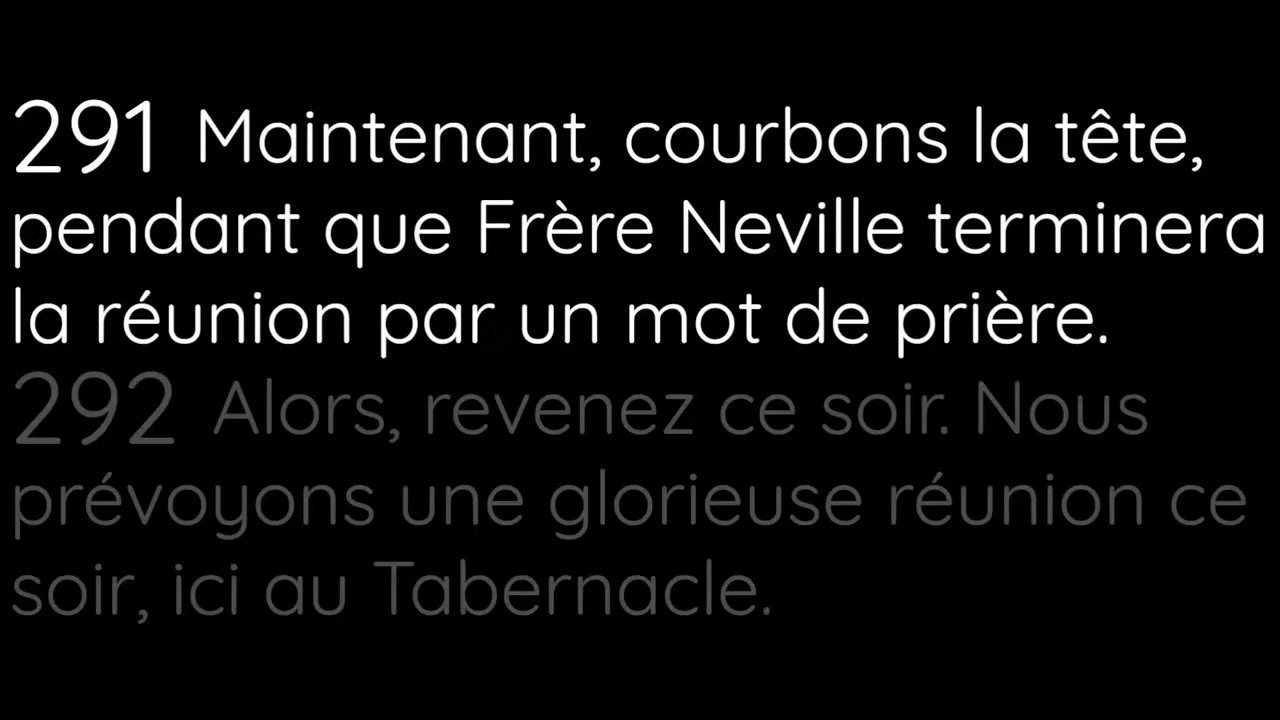 291 Maintenant, courbons la tête,
pendant que Frère Neville terminera
la réunion par un mot de prière.
292 Alors, revenez ce soir. Nous
prévoyons une glorieuse réunion ce
soir, ici au Tabernacle.